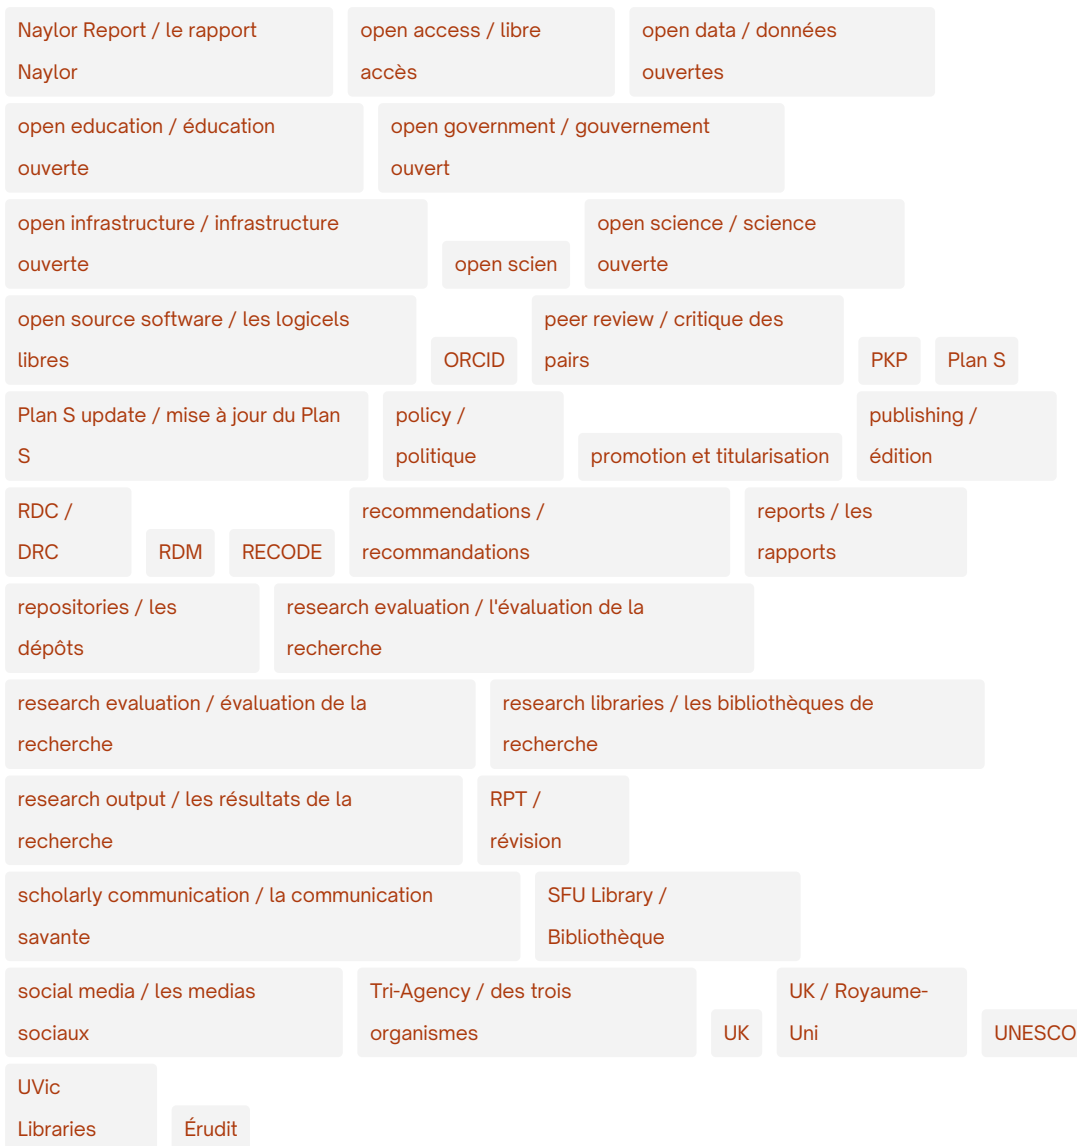 Naylor Report / le rapport
Naylor
open access / libre
accès
open data / données
ouvertes
open education / éducation
ouverte
open government / gouvernement
ouvert
open infrastructure / infrastructure
ouverte
open scien
open science / science
ouverte
open source software / les logicels
libres
ORCID
peer review / critique des
pairs
PKP
Plan S
Plan S update / mise à jour du Plan
S
policy /
politique
promotion et titularisation
publishing /
édition
RDC /
DRC
RDM
RECODE
recommendations /
recommandations
reports / les
rapports
repositories / les
dépôts
research evaluation / l'évaluation de la
recherche
research evaluation / évaluation de la
recherche
research libraries / les bibliothèques de
recherche
research output / les résultats de la
recherche
RPT /
révision
scholarly communication / la communication
savante
SFU Library /
Bibliothèque
social media / les medias
sociaux
Tri-Agency / des trois
organismes
UK
UK / Royaume-
Uni
UNESCO
UVic
Libraries
Érudit